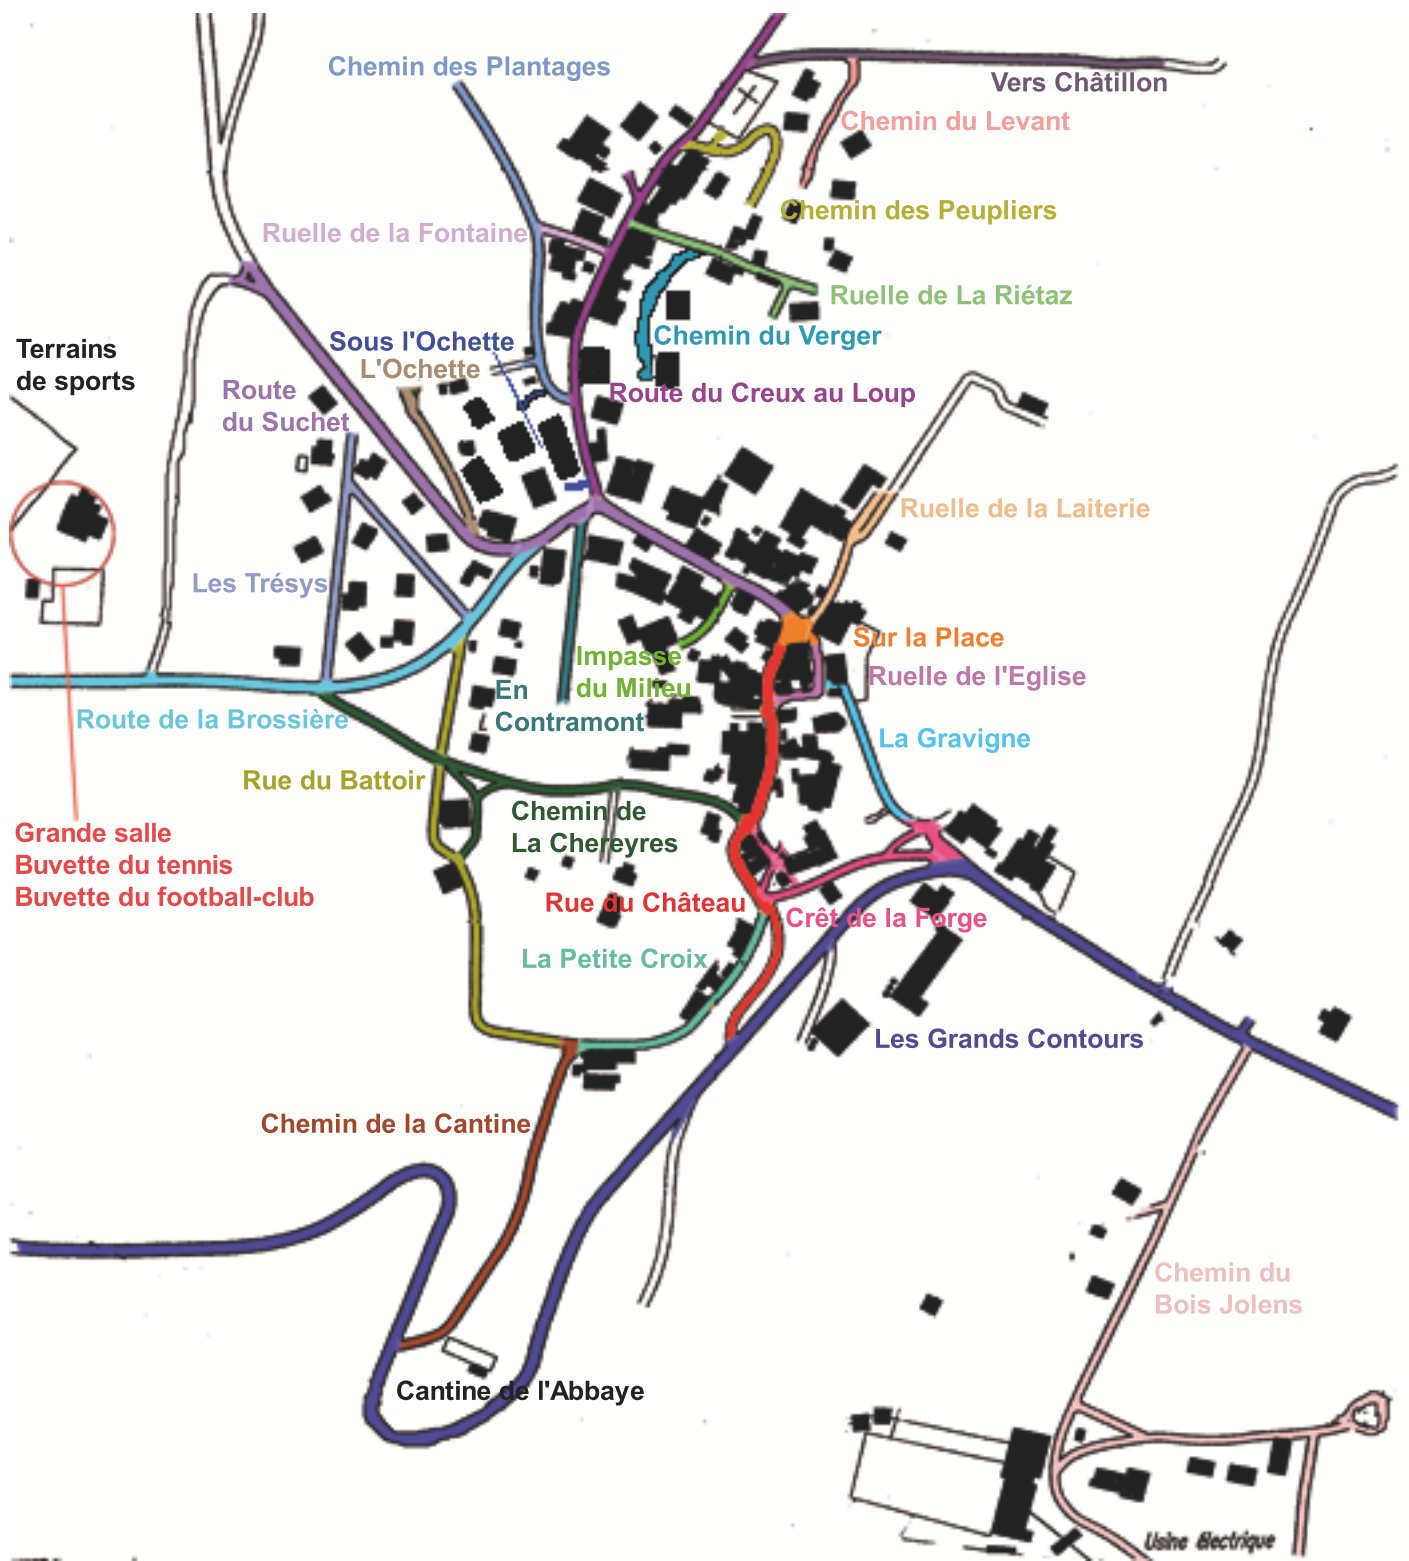 Chemin des Plantages
Vers Châtillon
Chemin du Levant
Chemin des Peupliers
Ruelle de la Fontaine
Ruelle de La Riétaz
Sous l'Ochette
Chemin du Verger
Terrains
de sports
L'Ochette
Route
du Suchet
Route du Creux au Loup
Ruelle de la Laiterie
Les Trésys
Sur la Place
Impasse
du Milieu
Ruelle de l'Eglise
En
Contramont
Route de la Brossière
La Gravigne
Rue du Battoir
Chemin de
La Chereyres
Grande salle
Buvette du tennis
Buvette du football-club
Rue du Château
Crêt de la Forge
La Petite Croix
Les Grands Contours
Chemin de la Cantine
Chemin du
Bois Jolens
Cantine de l'Abbaye
Usine électrique